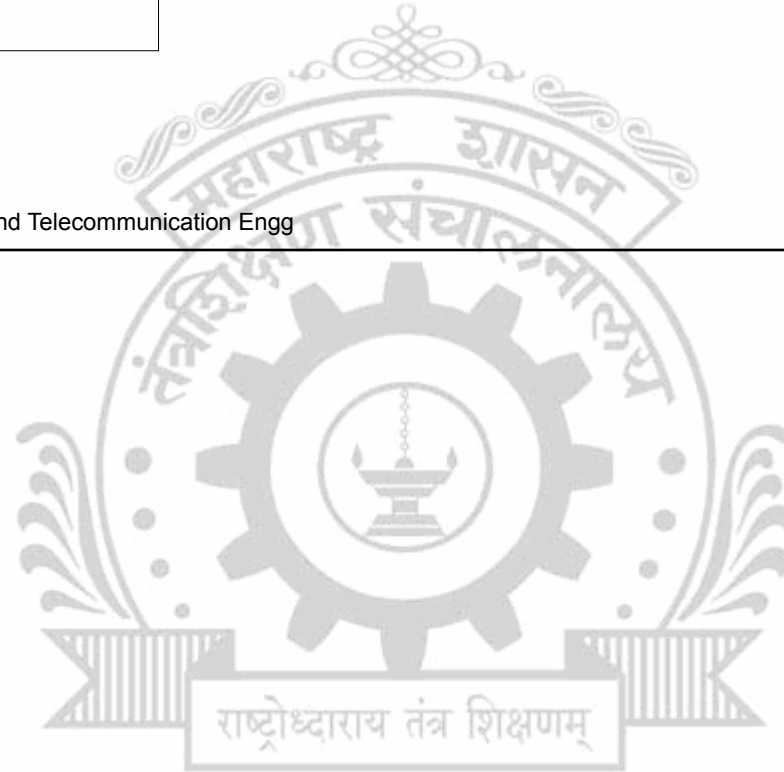 महाराष्ट्र शासन
nd Telecommunication Engg
तंत्रशिक्षण संचालनालय
राष्ट्रोध्दाराय तंत्र शिक्षणम्